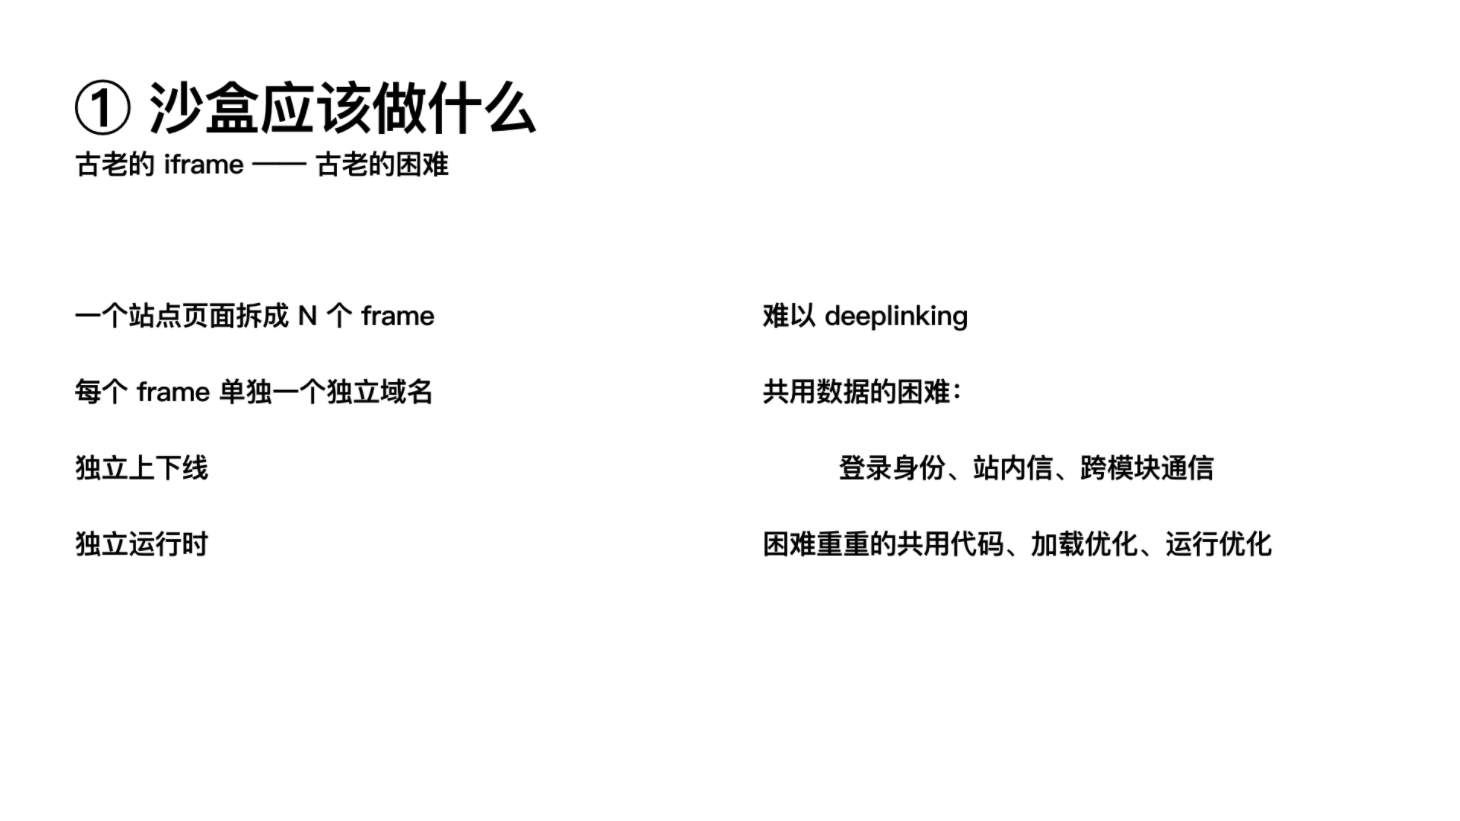 ① 沙盒应该做什么
古老的 iframe —— 古老的困难
一个站点页面拆成 N 个 frame
每个 frame 单独一个独立域名
独立上下线
独立运行时
难以 deeplinking
共用数据的困难：
登录身份、站内信、跨模块通信
困难重重的共用代码、加载优化、运行优化